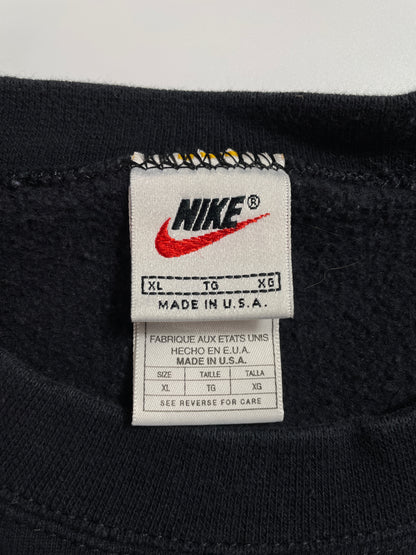 NIKE®
XL TG XG
MADE IN U.S.A.
FABRIQUE AUX ETATS UNIS
HECHO EN E.U.A.
MADE IN U.S.A.
SIZE TAILLE TALLA
XL TG XG
SEE REVERSE FOR CARE